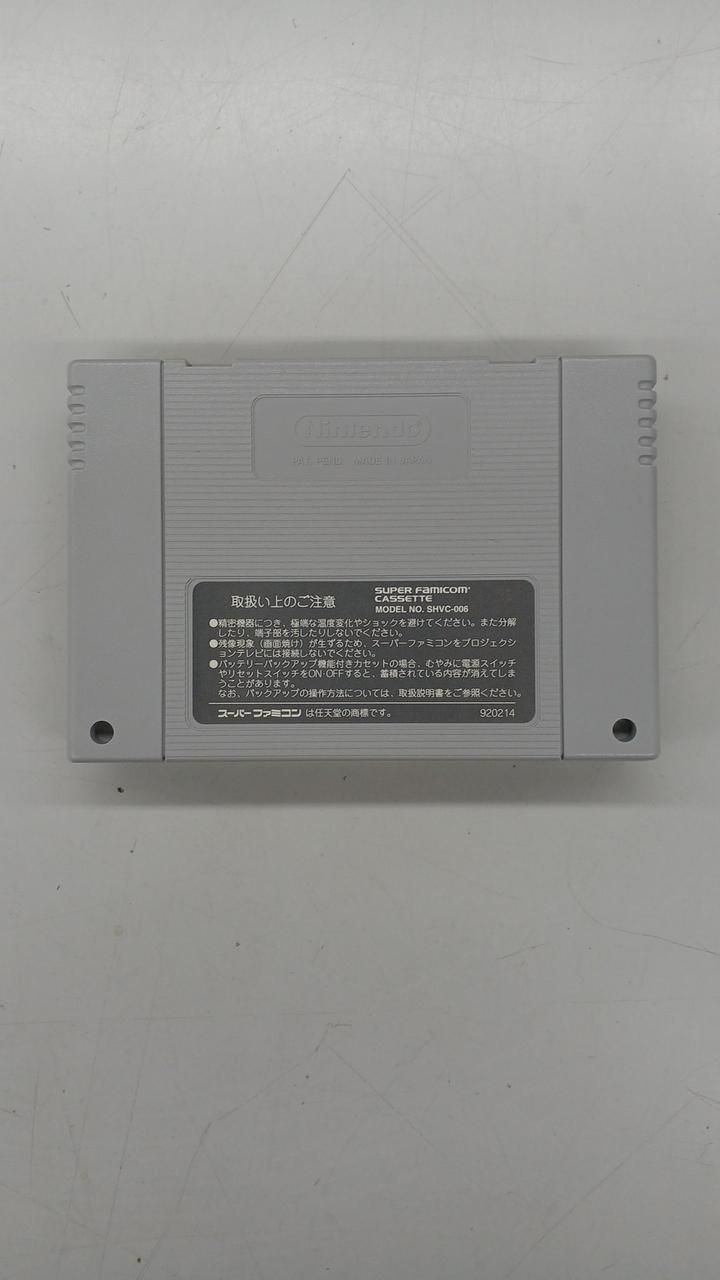 Nintendo
PAT. PEND. MADE IN JAPAN
取扱い上のご注意
SUPER FAMICOM
CASSETTE
MODEL NO. SHVC-006
●精密機器につき、極端な温度変化やショックを避けてください。また分解
したり、端子部を汚したりしないでください。
●残像現象（画面焼け）が生ずるため、スーパーファミコンをプロジェクシ
ョンテレビには接続しないでください。
●バッテリーバックアップ機能付きカセットの場合、むやみに電源スイッチ
やリセットスイッチをON・OFFすると、蓄積されている内容が消えてしま
うことがあります。
なお、バックアップの操作方法については、取扱説明書をご参照ください。
スーパーファミコン は任天堂の商標です。 920214